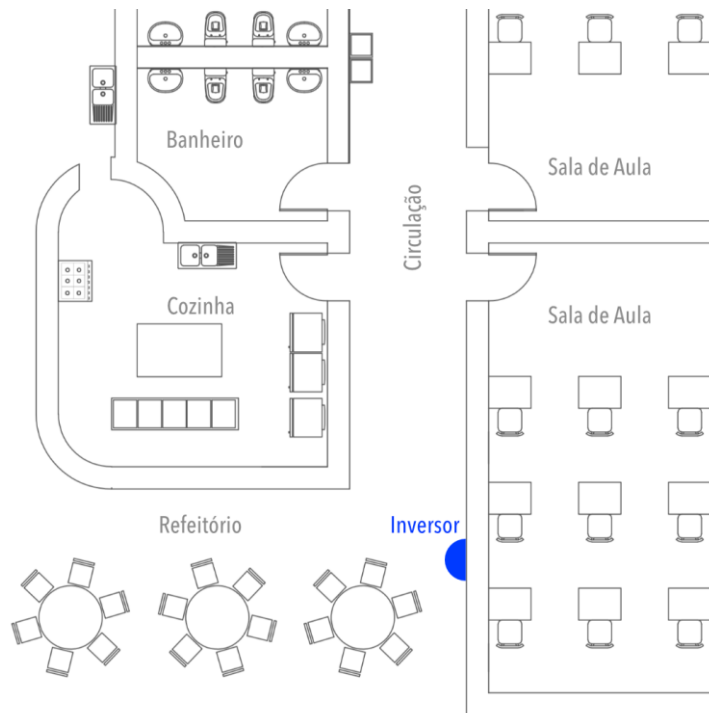 Banheiro
Sala de Aula
Circulação
Cozinha
Sala de Aula
Refeitório
Inversor